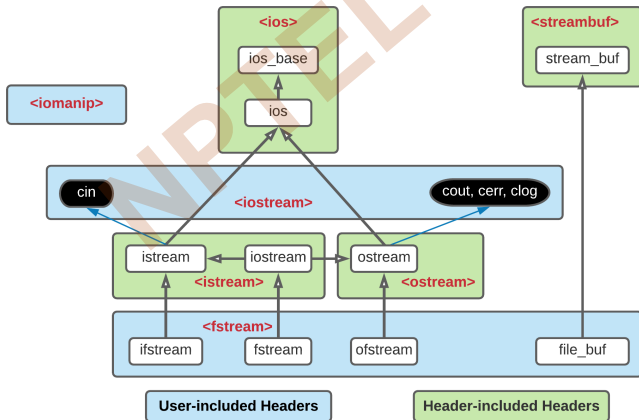 <ios>
<streambuf>
ios_base
stream_buf
<iomanip>
ios
NPTEL
cin
cout, cerr, clog
<iostream>
istream
iostream
ostream
<istream>
<ostream>
<fstream>
ifstream
fstream
ofstream
file_buf
User-included Headers
Header-included Headers